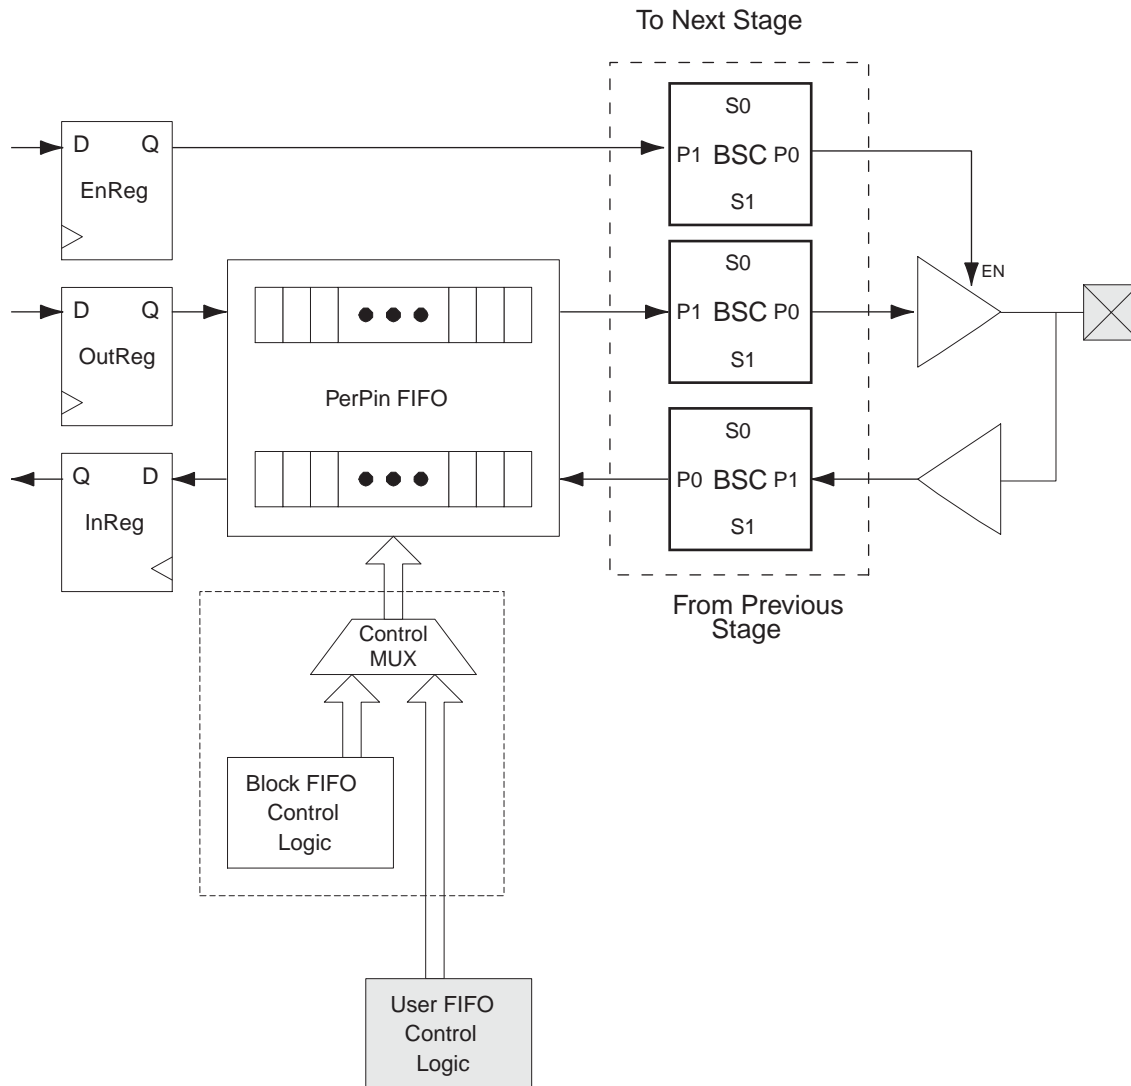 To Next Stage
S0
P1 BSC P0
S1
D Q
EnReg
S0
P1 BSC P0
S1
EN
D Q
OutReg
PerPin FIFO
S0
P0 BSC P1
S1
Q D
InReg
From Previous
Stage
Control
MUX
Block FIFO
Control
Logic
User FIFO
Control
Logic